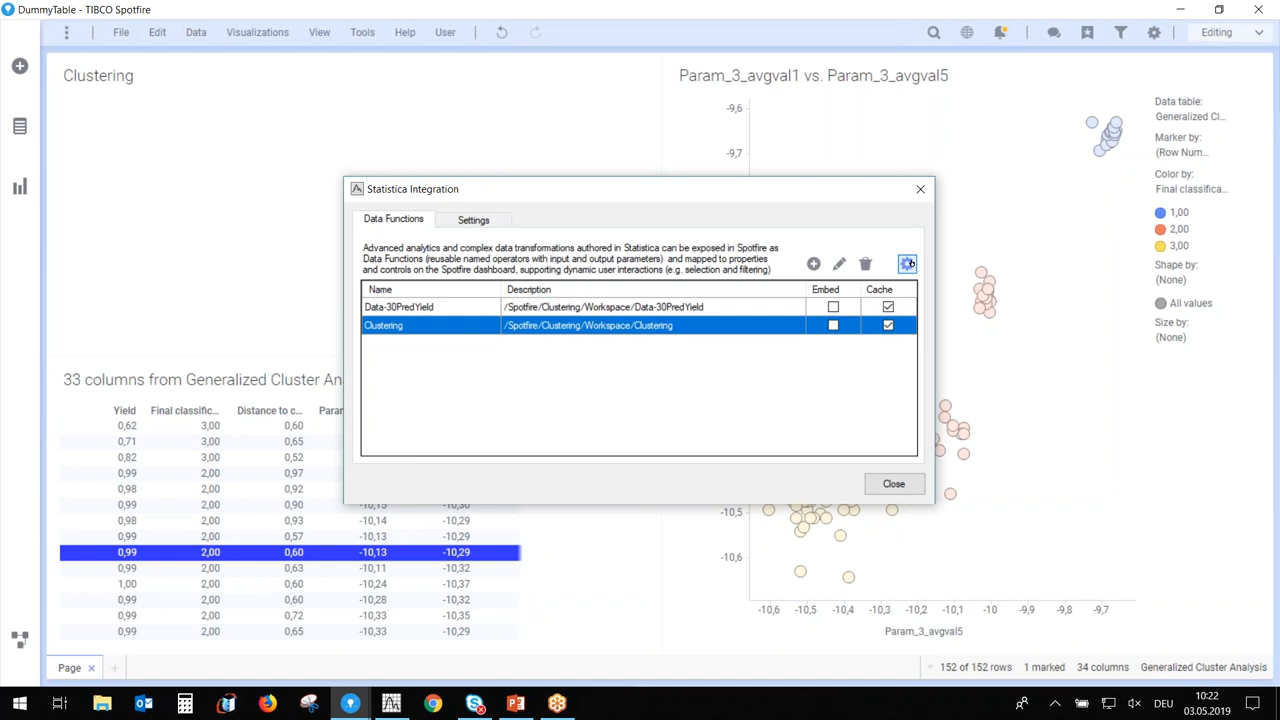 DummyTable - TIBCO Spotfire
File Edit Data Visualizations View Tools Help User
Editing
Clustering
Param_3_avgval1 vs. Param_3_avgval5
-9,6
-9,7
-10,5
-10,6
-10,6 -10,5 -10,4 -10,3 -10,2 -10,1 -10 -9,9 -9,8 -9,7
Param_3_avgval5
Data table:
Generalized Cl...
Marker by:
(Row Num...
Color by:
Final classifica...
1,00
2,00
3,00
Shape by:
(None)
All values
Size by:
(None)
Statistica Integration
Data Functions Settings
Advanced analytics and complex data transformations authored in Statistica can be exposed in Spotfire as
Data Functions (reusable named operators with input and output parameters) and mapped to properties
and controls on the Spotfire dashboard, supporting dynamic user interactions (e.g. selection and filtering)
Name Description Embed Cache
Data-30PredYield /Spotfire/Clustering/Workspace/Data-30PredYield
Clustering /Spotfire/Clustering/Workspace/Clustering
Close
33 columns from Generalized Cluster An
Yield Final classific... Distance to c... Param
0,62 3,00 0,60
0,71 3,00 0,65
0,82 3,00 0,52
0,99 2,00 0,97
0,98 2,00 0,92
0,99 2,00 0,90 -10,15 -10,30
0,98 2,00 0,93 -10,14 -10,29
0,99 2,00 0,57 -10,13 -10,29
0,99 2,00 0,60 -10,13 -10,29
0,99 2,00 0,63 -10,11 -10,32
1,00 2,00 0,60 -10,24 -10,37
0,99 2,00 0,60 -10,28 -10,32
0,99 2,00 0,72 -10,33 -10,35
0,99 2,00 0,65 -10,33 -10,29
Page
152 of 152 rows 1 marked 34 columns Generalized Cluster Analysis
DEU
10:22
03.05.2019